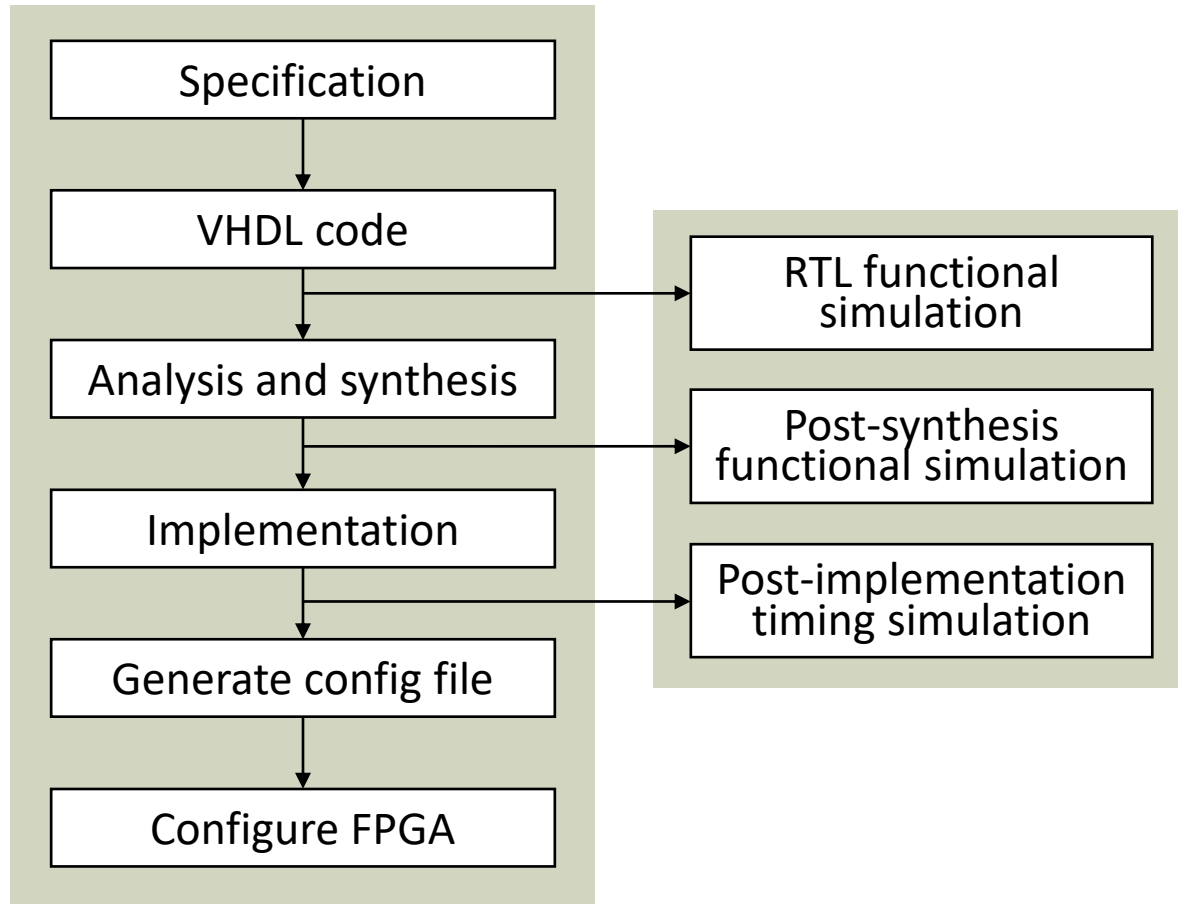 Specification
VHDL code
Analysis and synthesis
Implementation
Generate config file
Configure FPGA
RTL functional
simulation
Post-synthesis
functional simulation
Post-implementation
timing simulation